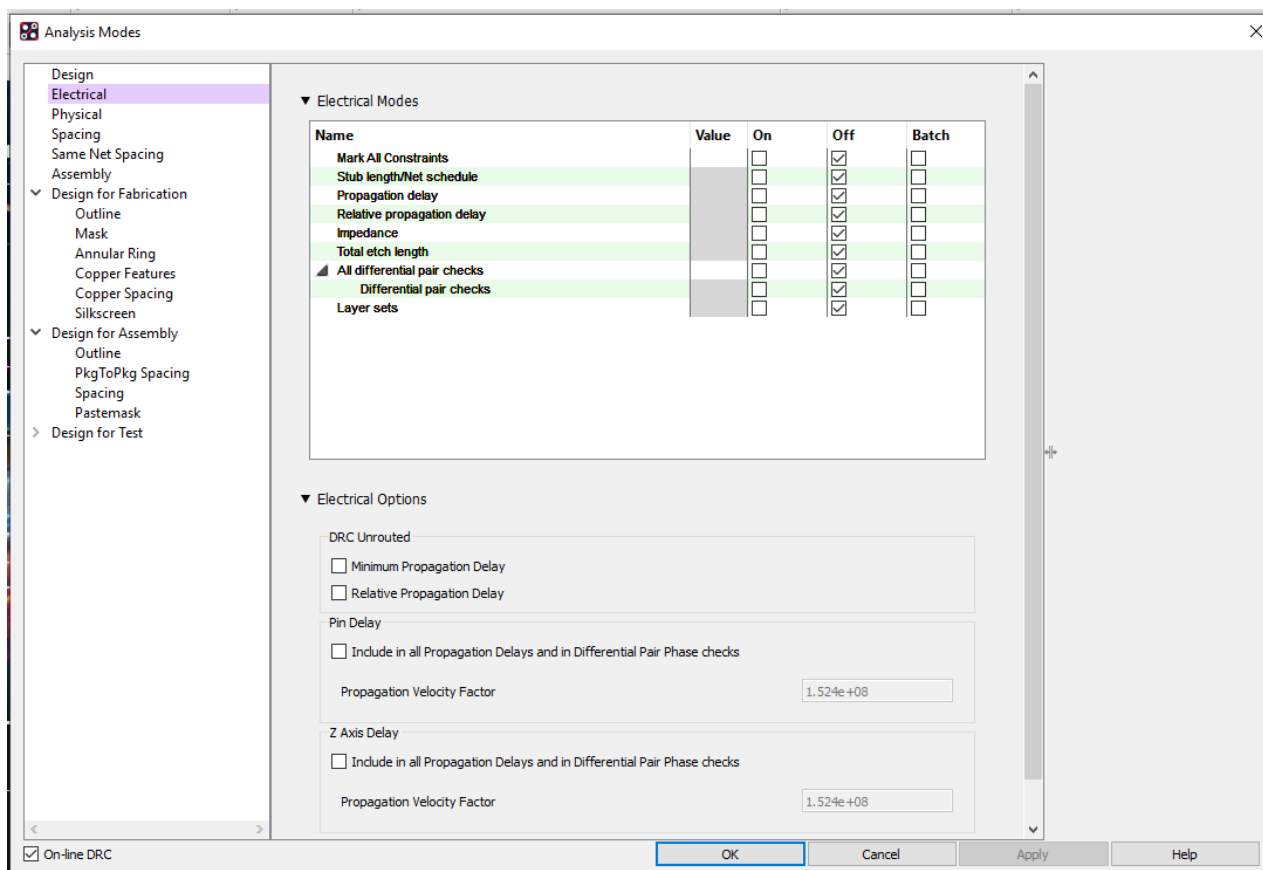 Analysis Modes
Design
Electrical
Physical
Spacing
Same Net Spacing
Assembly
Design for Fabrication
Outline
Mask
Annular Ring
Copper Features
Copper Spacing
Silkscreen
Design for Assembly
Outline
PkgToPkg Spacing
Spacing
Pastemask
Design for Test
Electrical Modes
Name Value On Off Batch
Mark All Constraints
Stub length/Net schedule
Propagation delay
Relative propagation delay
Impedance
Total etch length
All differential pair checks
Differential pair checks
Layer sets
Electrical Options
DRC Unrouted
Minimum Propagation Delay
Relative Propagation Delay
Pin Delay
Include in all Propagation Delays and in Differential Pair Phase checks
Propagation Velocity Factor 1.524e+08
Z Axis Delay
Include in all Propagation Delays and in Differential Pair Phase checks
Propagation Velocity Factor 1.524e+08
On-line DRC OK Cancel Apply Help